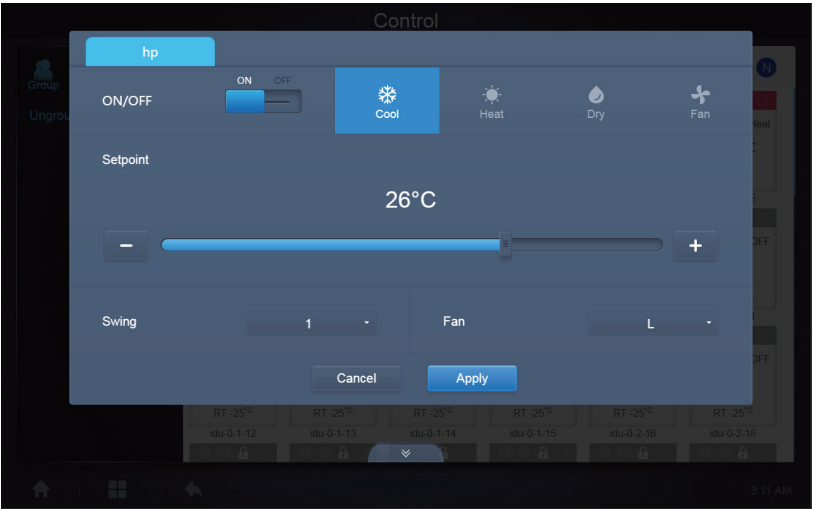 Control
hp
N
Group
ON OFF
ON/OFF
Cool
Heat
Dry
Fan
Ungrou
Heat
Setpoint
26°C
OFF
− +
Swing 1 Fan L
OFF
Cancel Apply
RT -25°C RT -25°C RT -25°C RT -25°C RT -25°C RT -25°C
idu-0-1-12 idu-0-1-13 idu-0-1-14 idu-0-1-15 idu-0-2-16 idu-0-2-18
3:11 AM